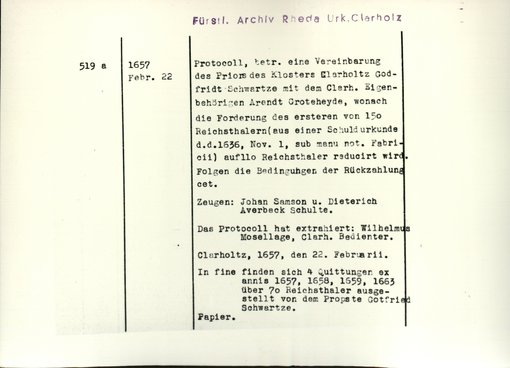 Fürstl. Archiv Rheda Urk.Clarholz
519 a 1657 Protocoll, betr. eine Vereinbarung
Febr. 22 des Priors des Klosters Clarholtz God-
fridt Schwartze mit dem Clarh. Eigen-
behörigen Arendt Groteheyde, wonach
die Forderung des ersteren von 150
Reichsthalern(aus einer Schuldurkunde
d.d.1636, Nov. 1, sub manu not. Fabri-
cii) auf110 Reichsthaler reducirt wird.
Folgen die Bedingungen der Rückzahlung
cet.
Zeugen: Johan Samson u. Dieterich
Averbeck Schulte.
Das Protocoll hat extrahiert: Wilhelmus
Mosellage, Clarh. Bedienter.
Clarholtz, 1657, den 22. Februarii.
In fine finden sich 4 Quittungen ex
annis 1657, 1658, 1659, 1663
über 70 Reichsthaler ausge-
stellt von dem Propste Gotfried
Schwartze.
Papier.